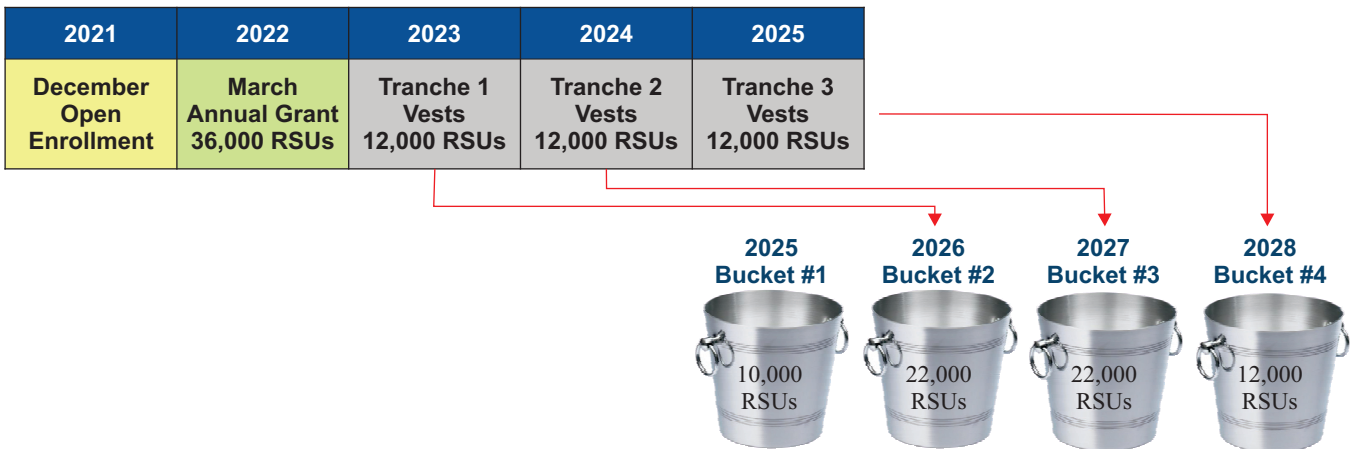 2021
2022
2023
2024
2025
December
Open
Enrollment
March
Annual Grant
36,000 RSUs
Tranche 1
Vests
12,000 RSUs
Tranche 2
Vests
12,000 RSUs
Tranche 3
Vests
12,000 RSUs
2025
Bucket #1
2026
Bucket #2
2027
Bucket #3
2028
Bucket #4
10,000
RSUs
22,000
RSUs
22,000
RSUs
12,000
RSUs